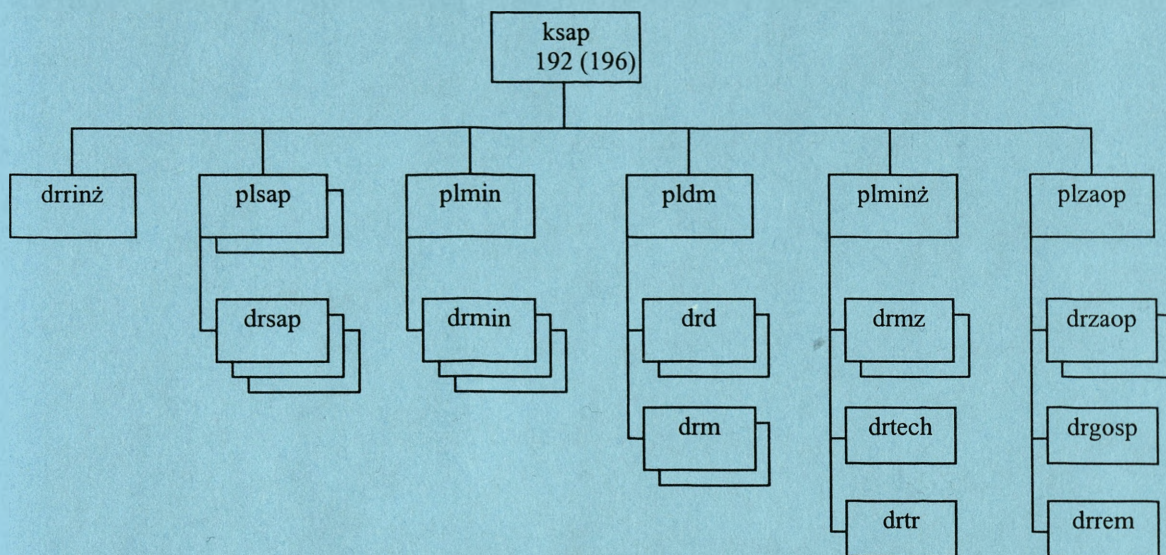 ksap
192 (196)
drrinż
plsap
plmin
pldm
plminż
plzaop
drsap
drmin
drd
drmz
drzaop
drm
drtech
drgosp
drtr
drrem